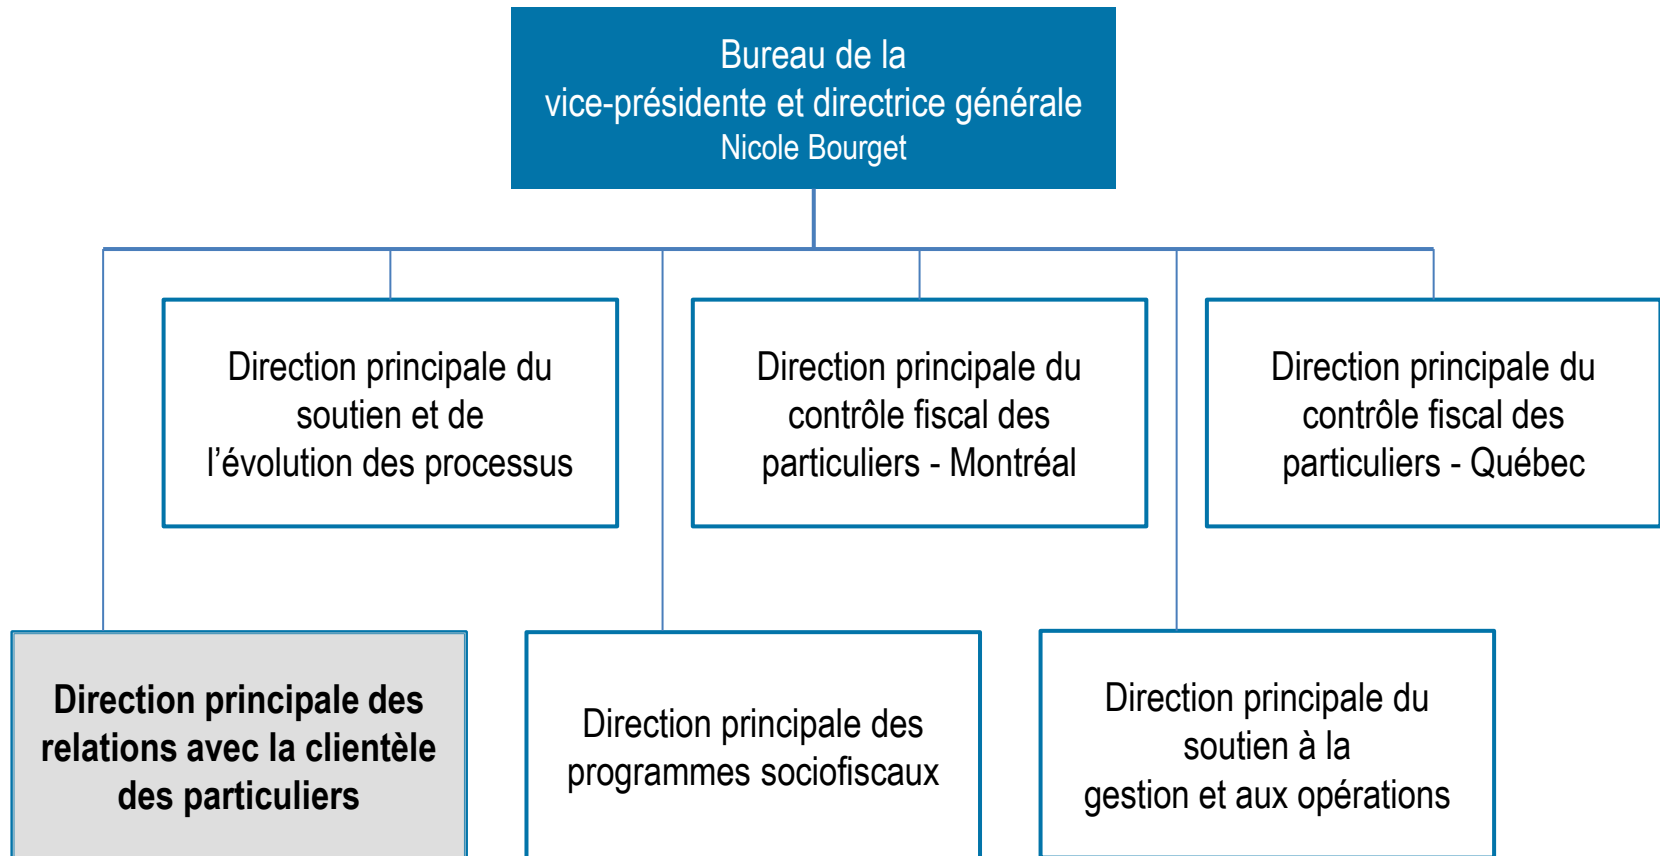 Bureau de la
vice-présidente et directrice générale
Nicole Bourget
Direction principale du
soutien et de
l’évolution des processus
Direction principale du
contrôle fiscal des
particuliers - Montréal
Direction principale du
contrôle fiscal des
particuliers - Québec
Direction principale des
relations avec la clientèle
des particuliers
Direction principale des
programmes sociofiscaux
Direction principale du
soutien à la
gestion et aux opérations